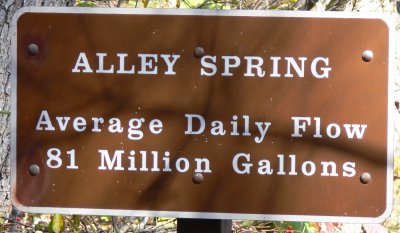 ALLEY SPRING
Average Daily Flow
81 Million Gallons